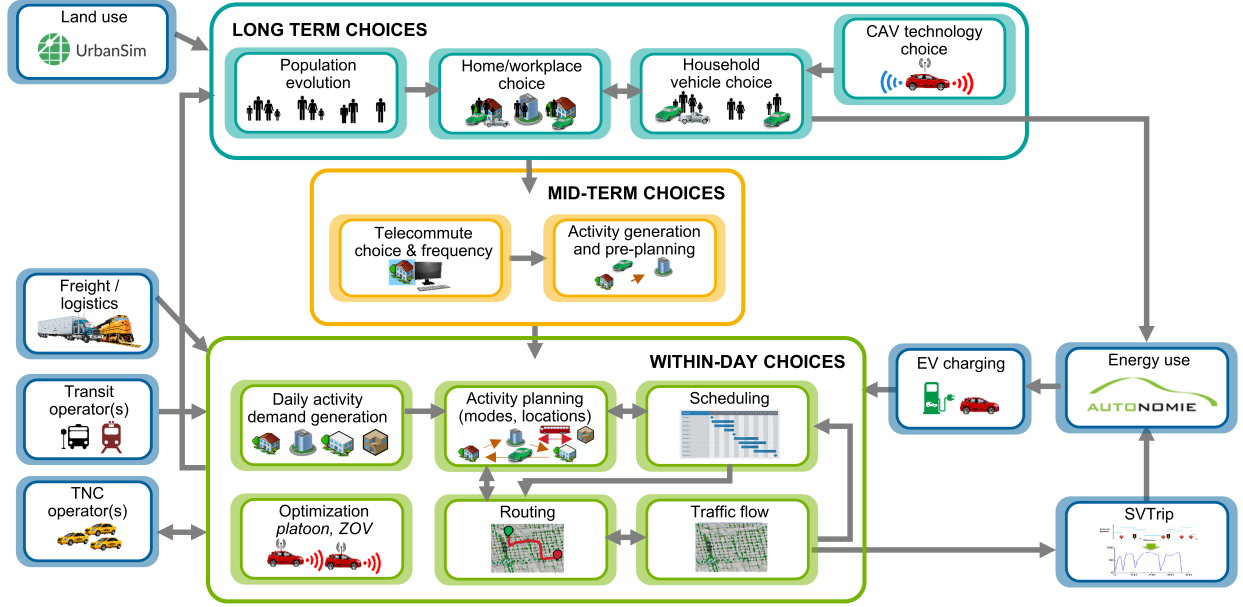 Land use
UrbanSim
LONG TERM CHOICES
Population
evolution
Home/workplace
choice
Household
vehicle choice
CAV technology
choice
MID-TERM CHOICES
Telecommute
choice & frequency
Activity generation
and pre-planning
Freight /
logistics
Transit
operator(s)
TNC
operator(s)
WITHIN-DAY CHOICES
Daily activity
demand generation
Activity planning
(modes, locations)
Scheduling
Optimization
platoon, ZOV
Routing
Traffic flow
EV charging
Energy use
AUTONOMIE
SVTrip